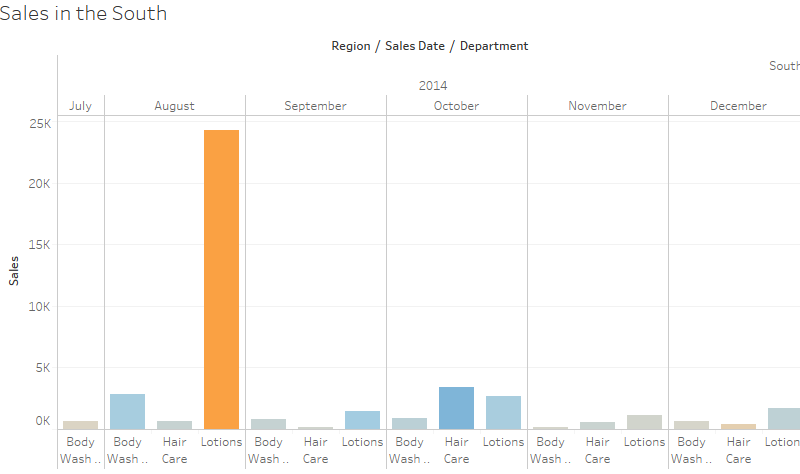 Sales in the South
Region / Sales Date / Department
South
2014
July August September October November December
25K
20K
15K
10K
5K
0K
Sales
Body Body Hair Lotions Body Hair Lotions Body Hair Lotions Body Hair Lotions Body Hair Lotion
Wash .. Wash .. Care Wash .. Care Wash .. Care Wash .. Care Wash .. Care